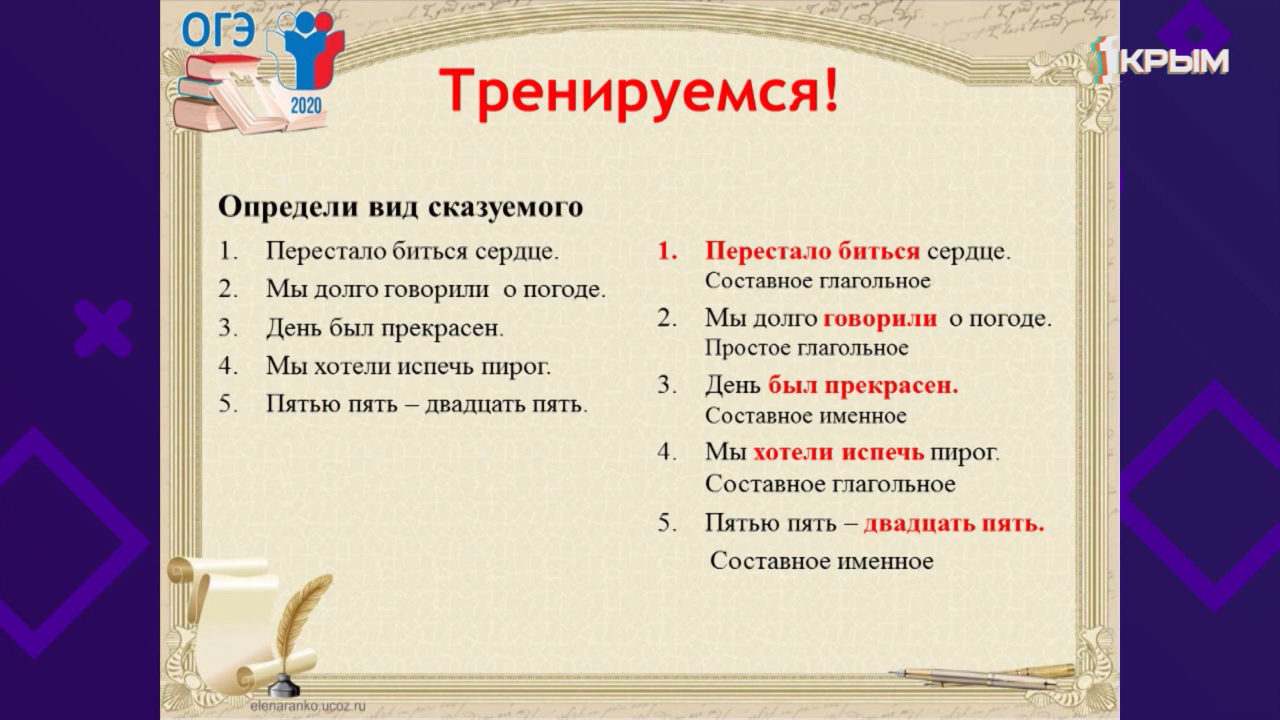 ОГЭ
2020
1КРЫМ
Тренируемся!
Определи вид сказуемого
1. Перестало биться сердце.
2. Мы долго говорили о погоде.
3. День был прекрасен.
4. Мы хотели испечь пирог.
5. Пятью пять – двадцать пять.
1. Перестало биться сердце.
Составное глагольное
2. Мы долго говорили о погоде.
Простое глагольное
3. День был прекрасен.
Составное именное
4. Мы хотели испечь пирог.
Составное глагольное
5. Пятью пять – двадцать пять.
Составное именное
elenaranko.ucoz.ru